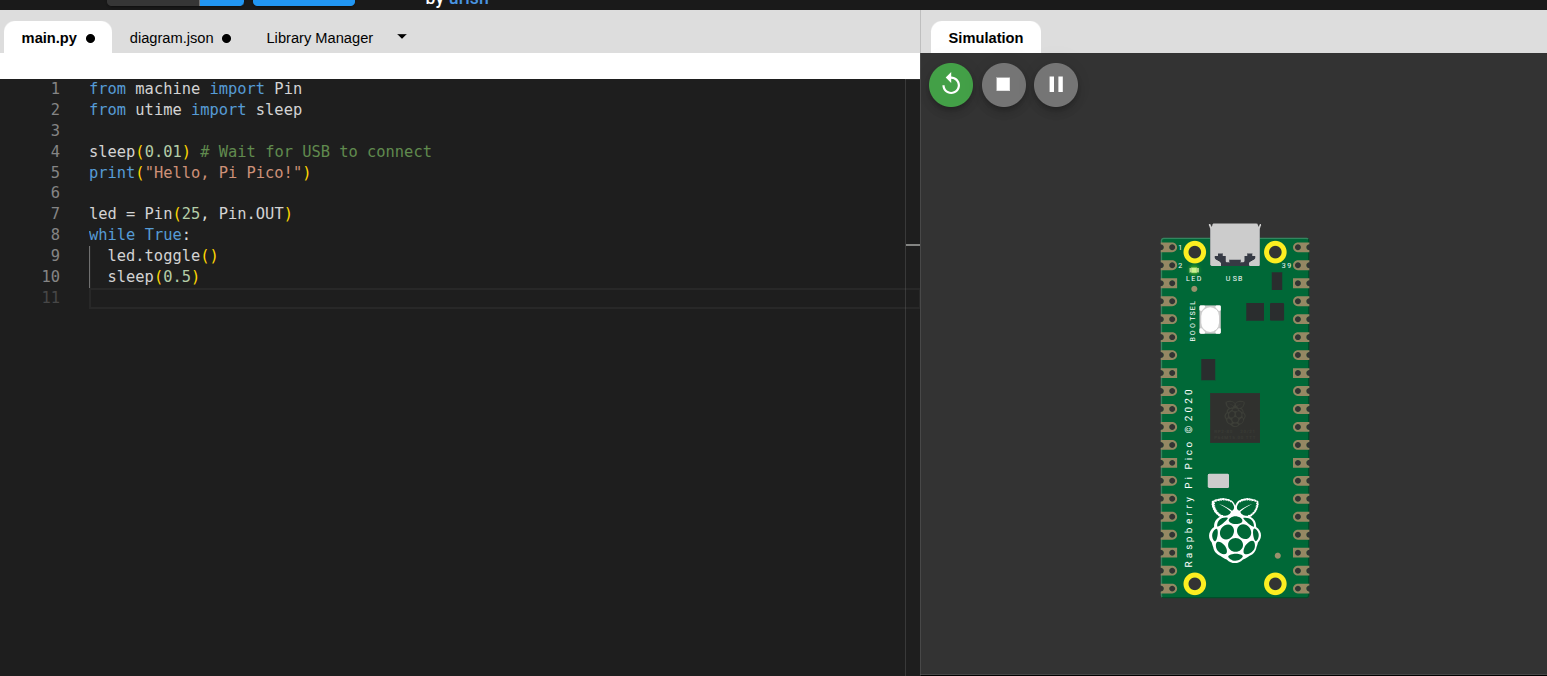 by urish
main.py
diagram.json
Library Manager
Simulation
1 from machine import Pin
2 from utime import sleep
3
4 sleep(0.01) # Wait for USB to connect
5 print("Hello, Pi Pico!")
6
7 led = Pin(25, Pin.OUT)
8 while True:
9 led.toggle()
10 sleep(0.5)
11
1
2
39
LED
USB
BOOTSEL
Raspberry Pi Pico ©2020